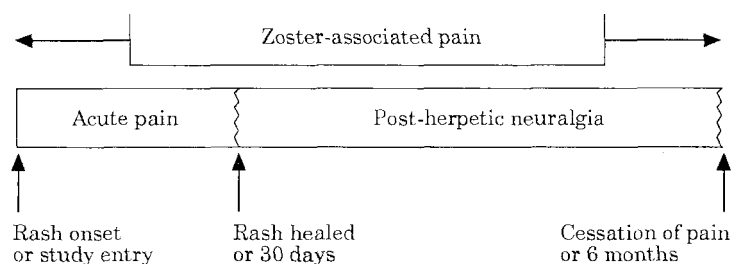 Zoster-associated pain
Acute pain
Post-herpetic neuralgia
Rash onset
or study entry
Rash healed
or 30 days
Cessation of pain
or 6 months